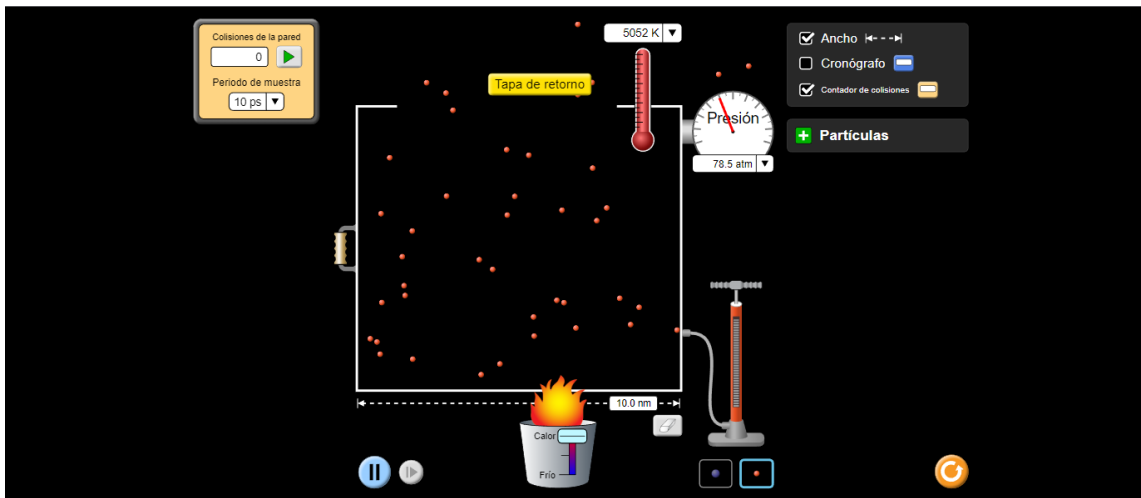 Colisiones de la pared
0
Periodo de muestra
10 ps
Tapa de retorno
5052 K
Presión
78.5 atm
Ancho
Cronógrafo
Contador de colisiones
Partículas
10.0 nm
Calor
Frío